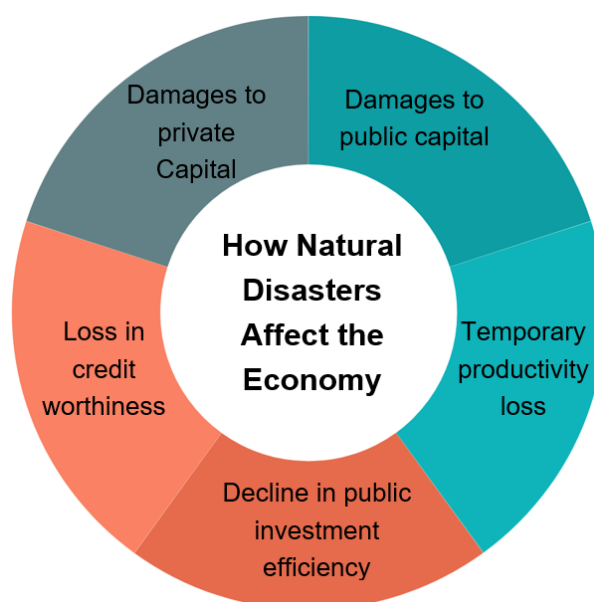 How Natural
Disasters
Affect the
Economy
Damages to
public capital
Temporary
productivity
loss
Decline in public
investment
efficiency
Loss in
credit
worthiness
Damages to
private
Capital